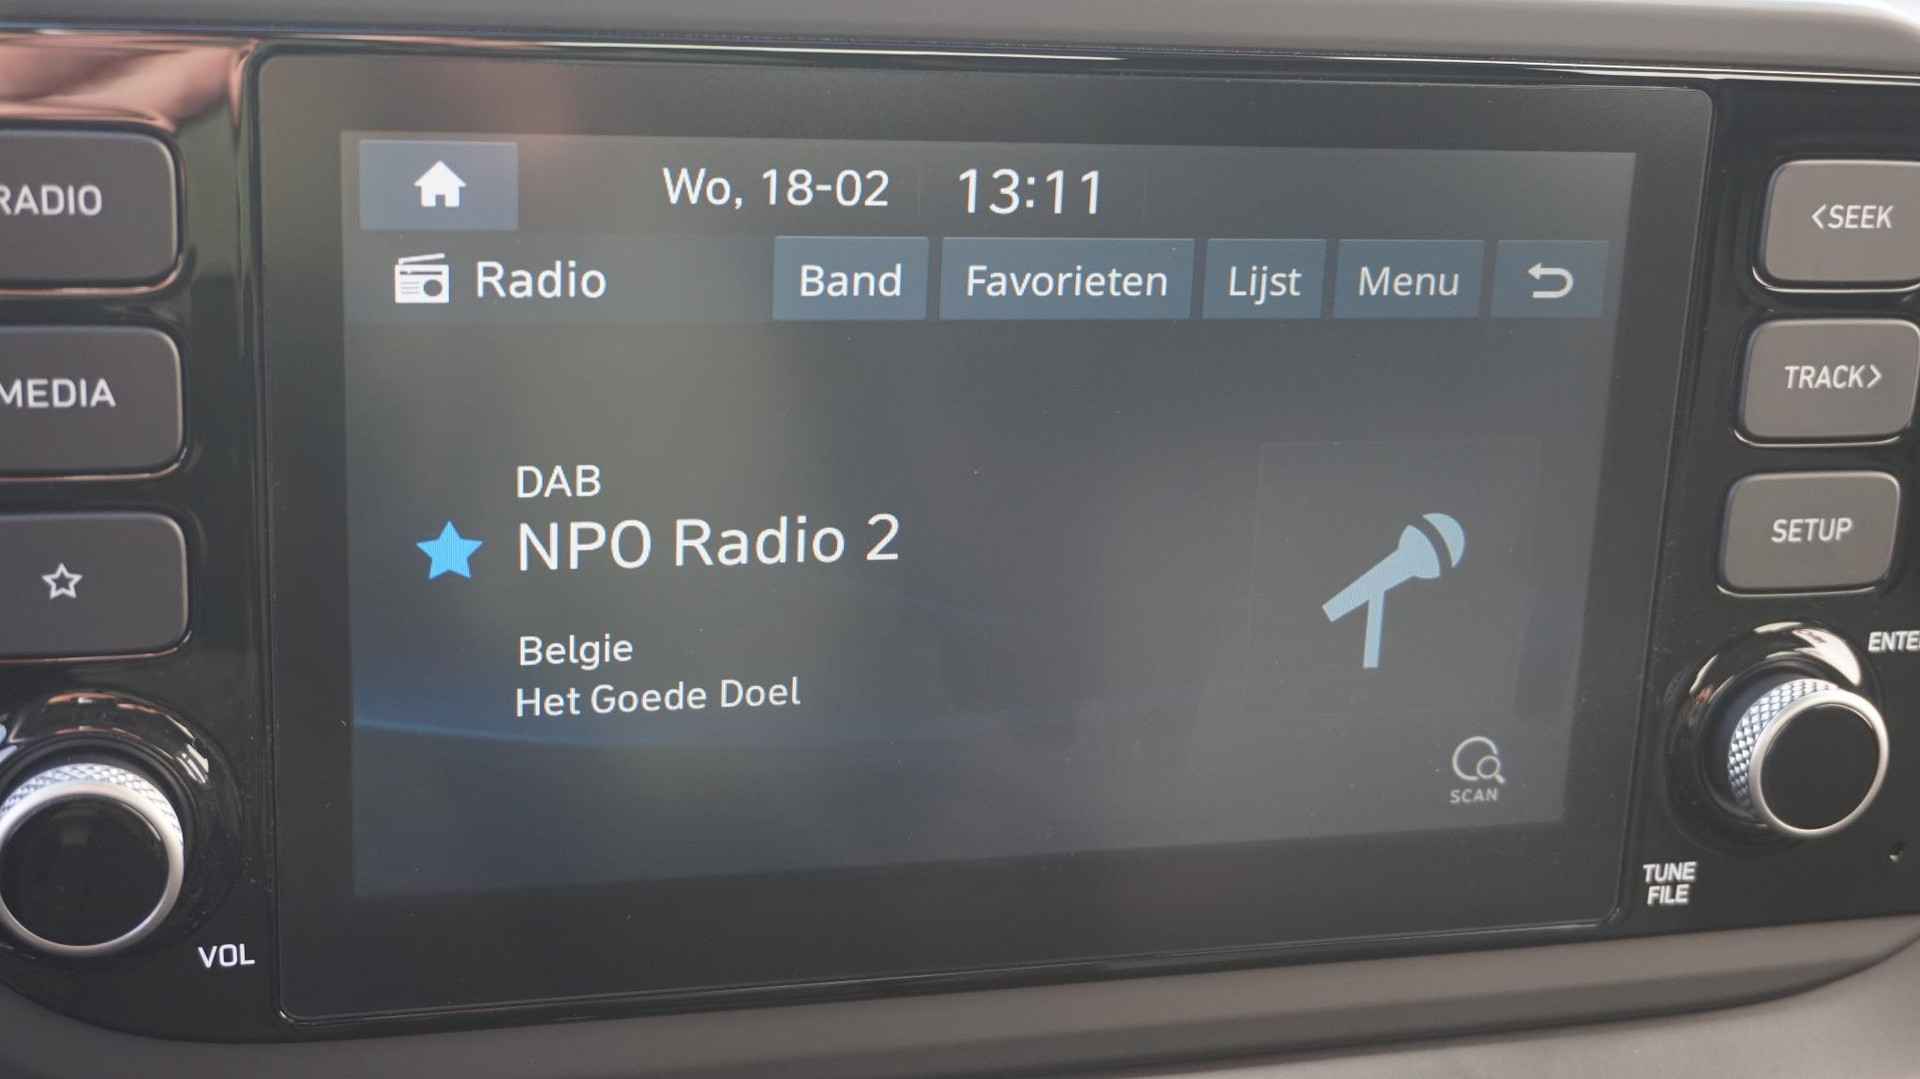 Wo, 18-02 13:11
Radio Band Favorieten Lijst Menu
DAB
NPO Radio 2
Belgie
Het Goede Doel
SCAN
RADIO
MEDIA
VOL
<SEEK
TRACK>
SETUP
TUNE
FILE